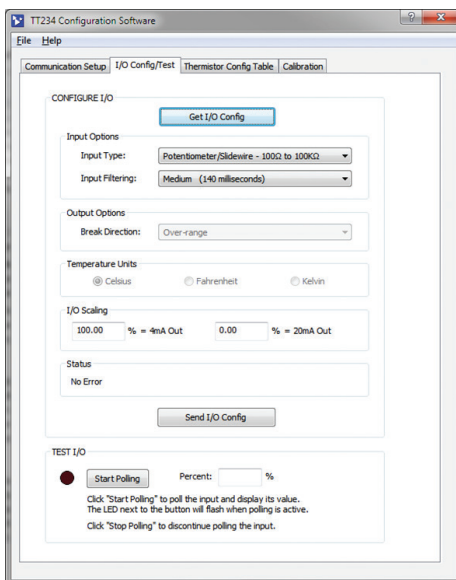 TT234 Configuration Software
File Help
Communication Setup I/O Config/Test Thermistor Config Table Calibration
CONFIGURE I/O
Get I/O Config
Input Options
Input Type: Potentiometer/Slidewire - 100Ω to 100KΩ
Input Filtering: Medium (140 milliseconds)
Output Options
Break Direction: Over-range
Temperature Units
Celsius Fahrenheit Kelvin
I/O Scaling
100.00 % = 4mA Out 0.00 % = 20mA Out
Status
No Error
Send I/O Config
TEST I/O
Start Polling Percent: %
Click "Start Polling" to poll the input and display its value.
The LED next to the button will flash when polling is active.
Click "Stop Polling" to discontinue polling the input.